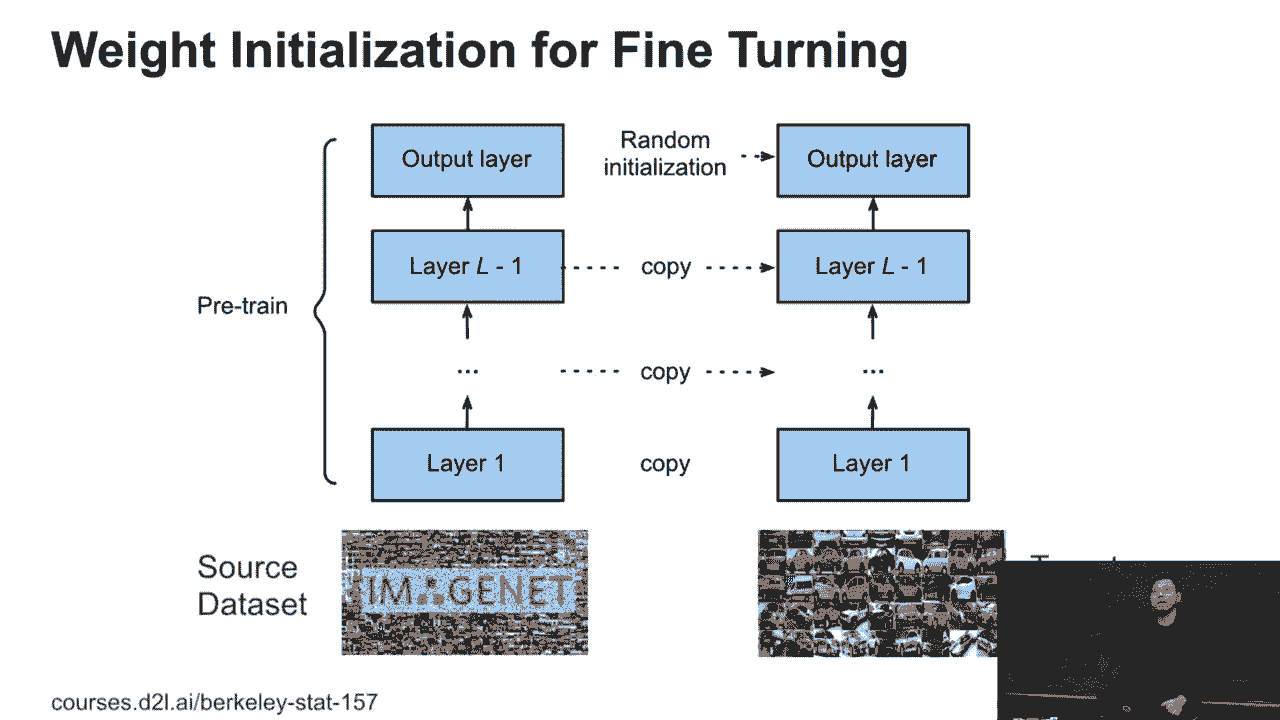 Weight Initialization for Fine Turning
Output layer
Random
initialization
Output layer
Layer L - 1
copy
Layer L - 1
Pre-train
...
copy
...
Layer 1
copy
Layer 1
Source
Dataset
IMAGENET
courses.d2l.ai/berkeley-stat-157